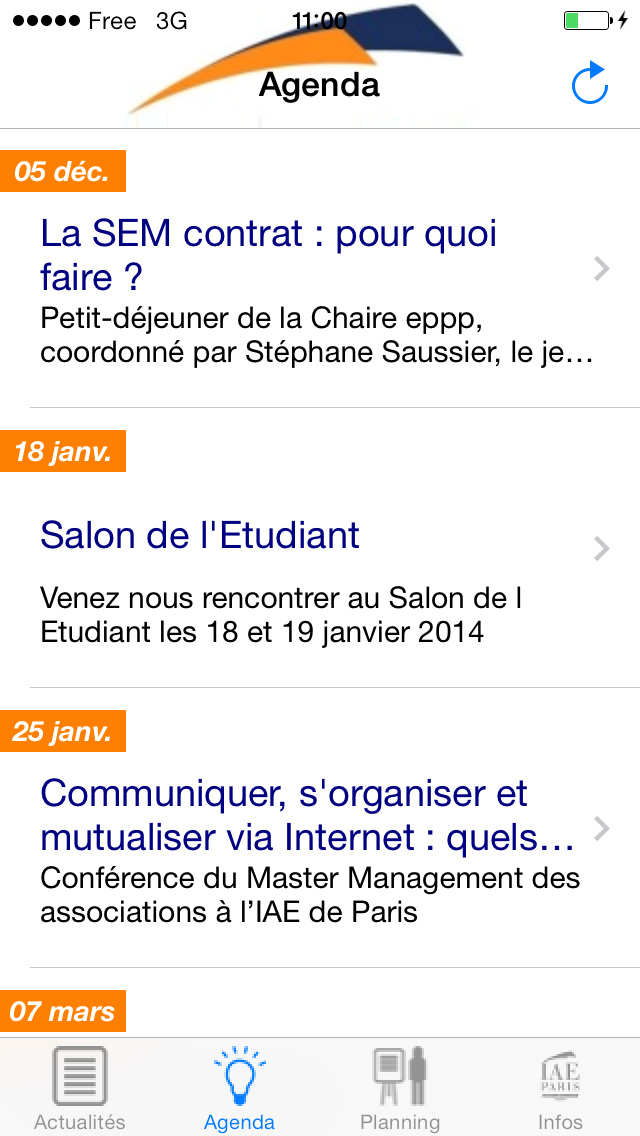 Free 3G 11:00
Agenda
05 déc.
La SEM contrat : pour quoi
faire ?
Petit-déjeuner de la Chaire eppp,
coordonné par Stéphane Saussier, le je…
18 janv.
Salon de l'Etudiant
Venez nous rencontrer au Salon de l
Etudiant les 18 et 19 janvier 2014
25 janv.
Communiquer, s'organiser et
mutualiser via Internet : quels…
Conférence du Master Management des
associations à l’IAE de Paris
07 mars
IAE
PARIS
Actualités Agenda Planning Infos